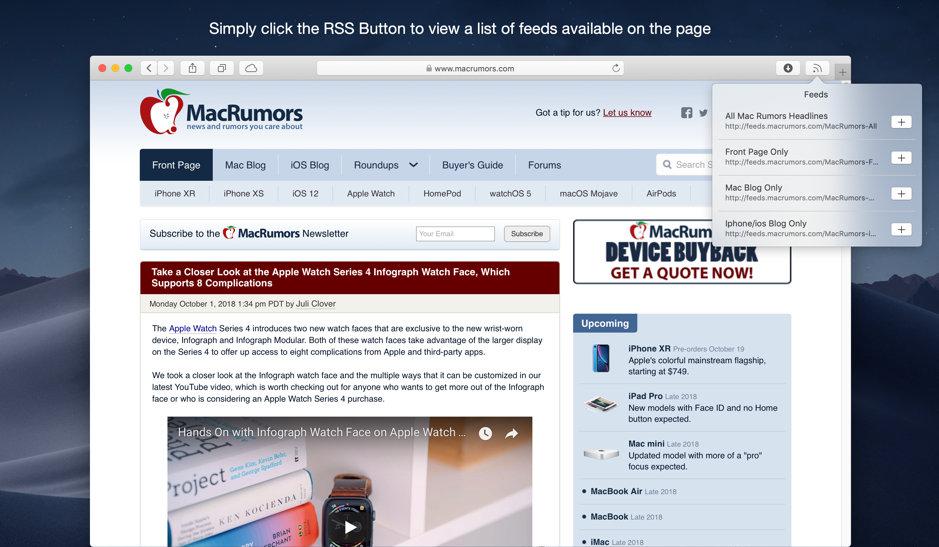 Simply click the RSS Button to view a list of feeds available on the page
www.macrumors.com
Feeds
All Mac Rumors Headlines
http://feeds.macrumors.com/MacRumors-All
Front Page Only
http://feeds.macrumors.com/MacRumors-F...
Mac Blog Only
http://feeds.macrumors.com/MacRumors-...
Iphone/ios Blog Only
http://feeds.macrumors.com/MacRumors-i...
MacRumors
news and rumors you care about
Got a tip for us? Let us know
Front Page Mac Blog iOS Blog Roundups Buyer's Guide Forums Search S
iPhone XR iPhone XS iOS 12 Apple Watch HomePod watchOS 5 macOS Mojave AirPods
Subscribe to the MacRumors Newsletter Your Email Subscribe
MacRum
DEVICE BUYBACK
GET A QUOTE NOW!
Take a Closer Look at the Apple Watch Series 4 Infograph Watch Face, Which
Supports 8 Complications
Monday October 1, 2018 1:34 pm PDT by Juli Clover
The Apple Watch Series 4 introduces two new watch faces that are exclusive to the new wrist-worn
device, Infograph and Infograph Modular. Both of these watch faces take advantage of the larger display
on the Series 4 to offer up access to eight complications from Apple and third-party apps.
We took a closer look at the Infograph watch face and the multiple ways that it can be customized in our
latest YouTube video, which is worth checking out for anyone who wants to get more out of the Infograph
face or who is considering an Apple Watch Series 4 purchase.
Hands On with Infograph Watch Face on Apple Watch ...
Project
Gene Kim, Kevin Behr,
and George Spafford
KEN KOCIENDA
BRIAN
MERCHANT
Upcoming
iPhone XR Pre-orders October 19
Apple's colorful mainstream flagship,
starting at $749.
iPad Pro Late 2018
New models with Face ID and no Home
button expected.
Mac mini Late 2018
Updated model with more of a "pro"
focus expected.
MacBook Air Late 2018
MacBook Late 2018
iMac Late 2018